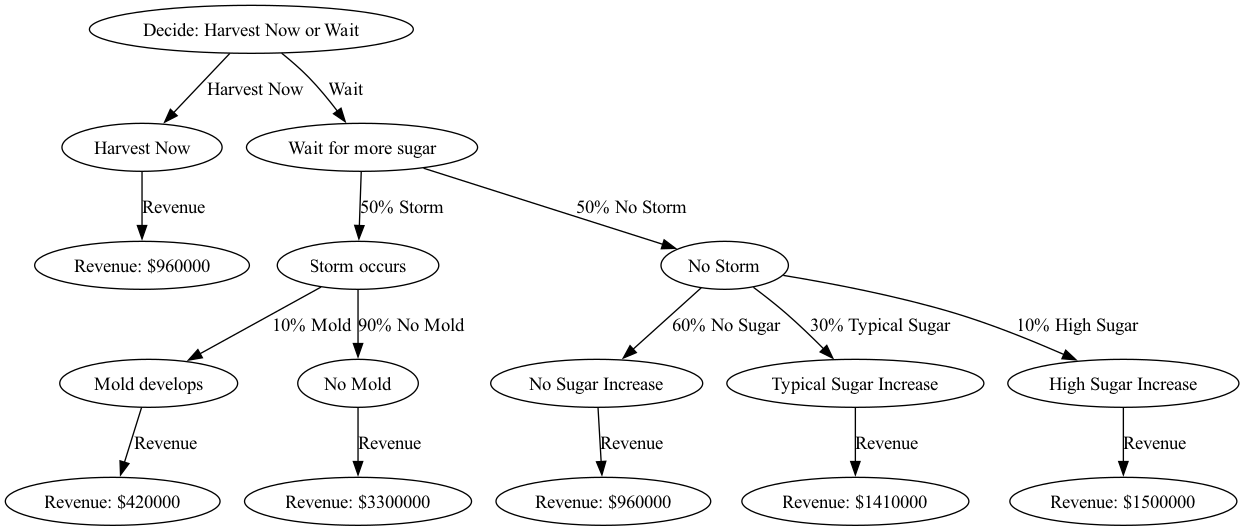 Decide: Harvest Now or Wait
Harvest Now
Wait
Harvest Now
Wait for more sugar
Revenue
50% Storm
50% No Storm
Revenue: $960000
Storm occurs
No Storm
10% Mold
90% No Mold
60% No Sugar
30% Typical Sugar
10% High Sugar
Mold develops
No Mold
No Sugar Increase
Typical Sugar Increase
High Sugar Increase
Revenue
Revenue
Revenue
Revenue
Revenue
Revenue: $420000
Revenue: $3300000
Revenue: $960000
Revenue: $1410000
Revenue: $1500000